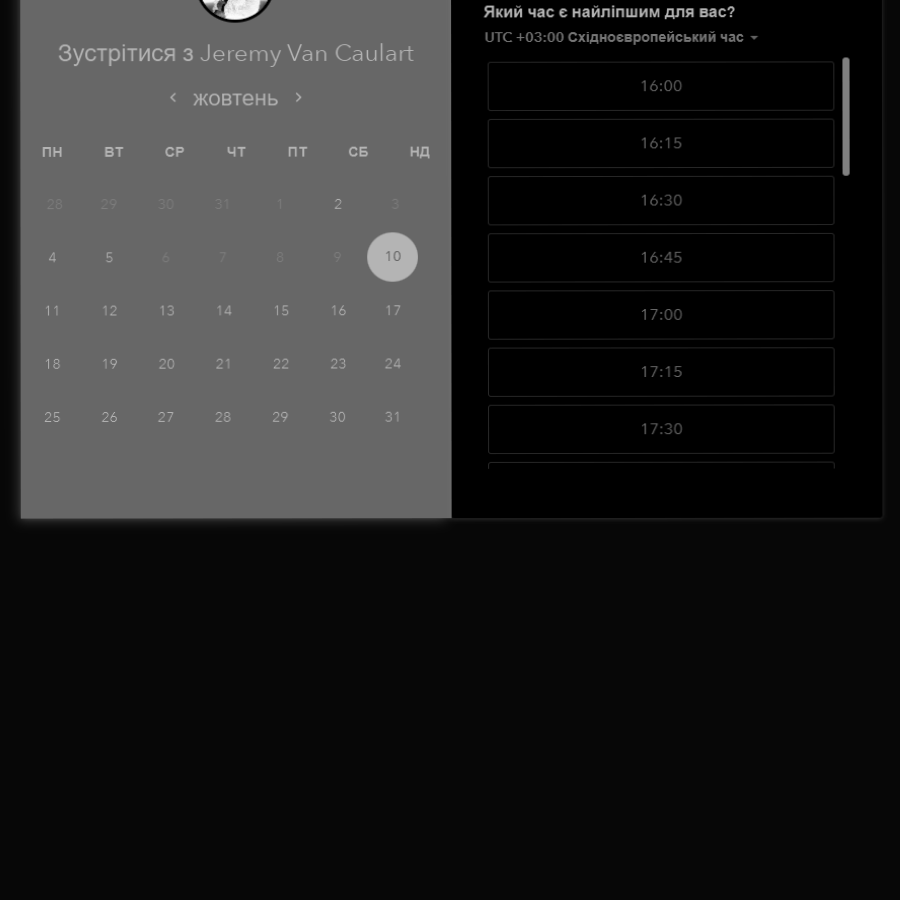 Зустрітися з Jeremy Van Caulart
жовтень
ПН ВТ СР ЧТ ПТ СБ НД
28 29 30 31 1 2 3
4 5 6 7 8 9 10
11 12 13 14 15 16 17
18 19 20 21 22 23 24
25 26 27 28 29 30 31
Який час є найліпшим для вас?
UTC +03:00 Східноєвропейський час
16:00
16:15
16:30
16:45
17:00
17:15
17:30